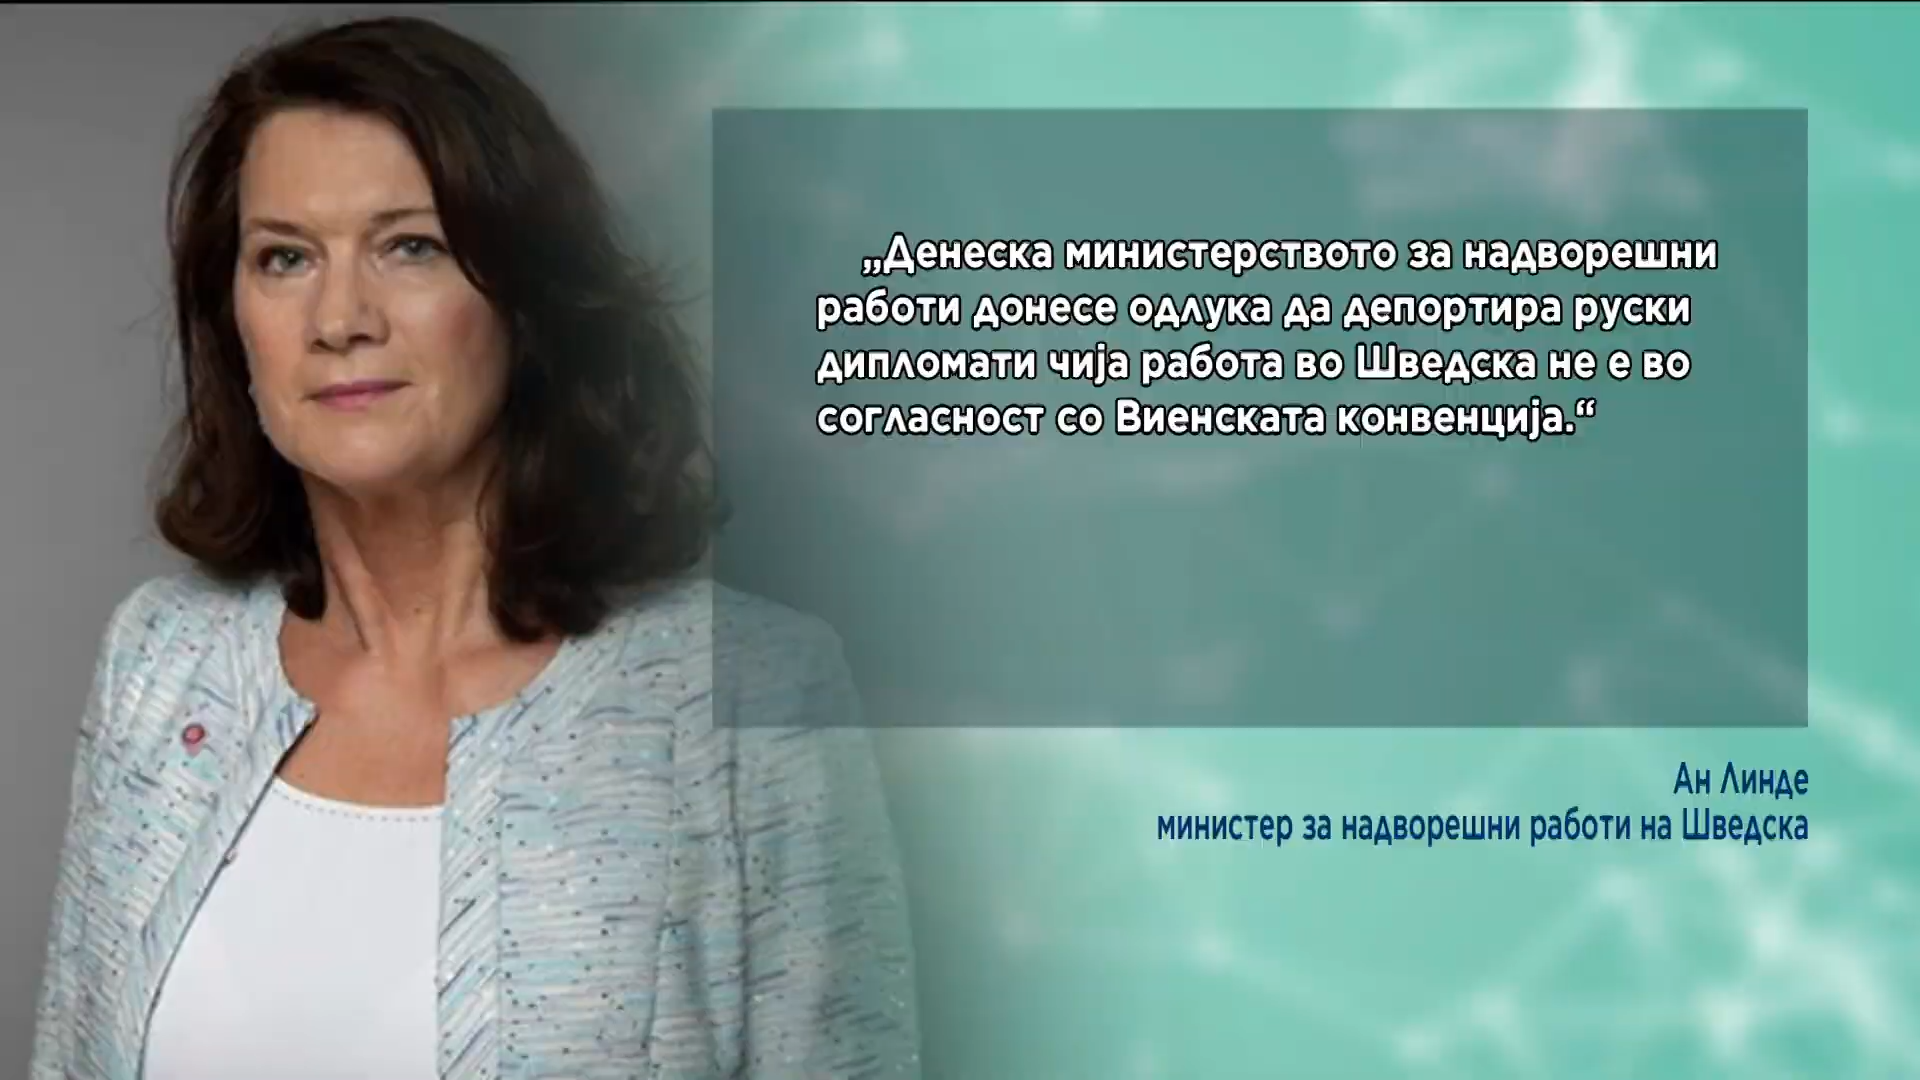 „Денеска министерството за надворешни
работи донесе одлука да депортира руски
дипломати чија работа во Шведска не е во
согласност со Виенската конвенција.“
Ан Линде
министер за надворешни работи на Шведска